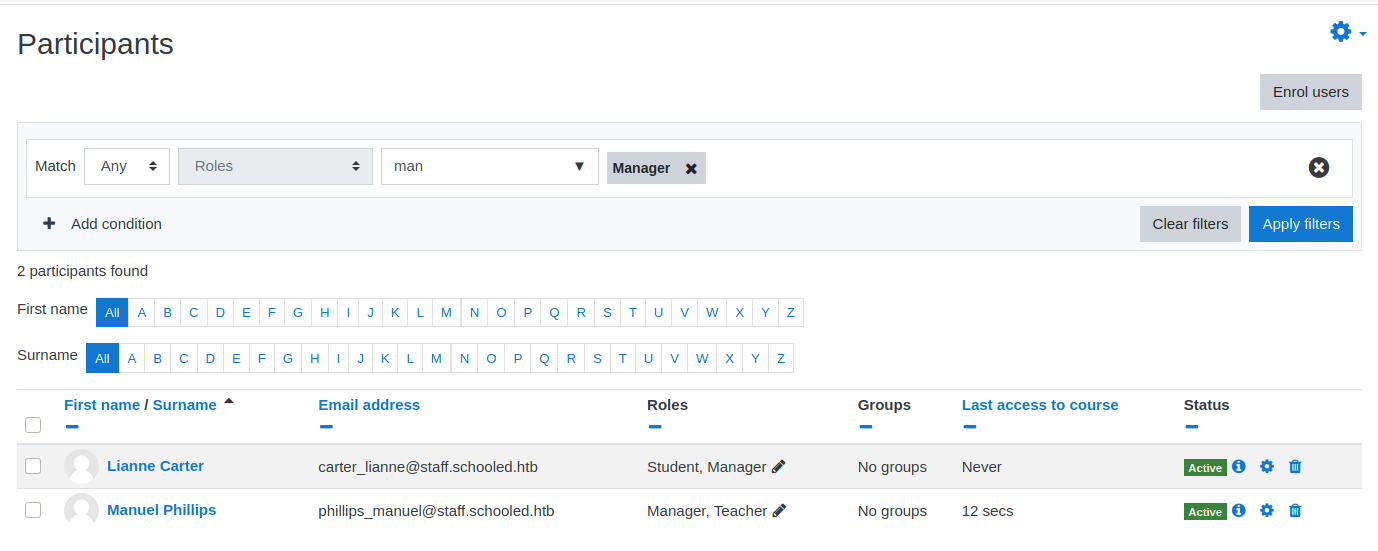 Participants
Enrol users
Match Any Roles man Manager
Add condition Clear filters Apply filters
2 participants found
First name All A B C D E F G H I J K L M N O P Q R S T U V W X Y Z
Surname All A B C D E F G H I J K L M N O P Q R S T U V W X Y Z
First name / Surname Email address Roles Groups Last access to course Status
Lianne Carter carter_lianne@staff.schooled.htb Student, Manager No groups Never Active
Manuel Phillips phillips_manuel@staff.schooled.htb Manager, Teacher No groups 12 secs Active